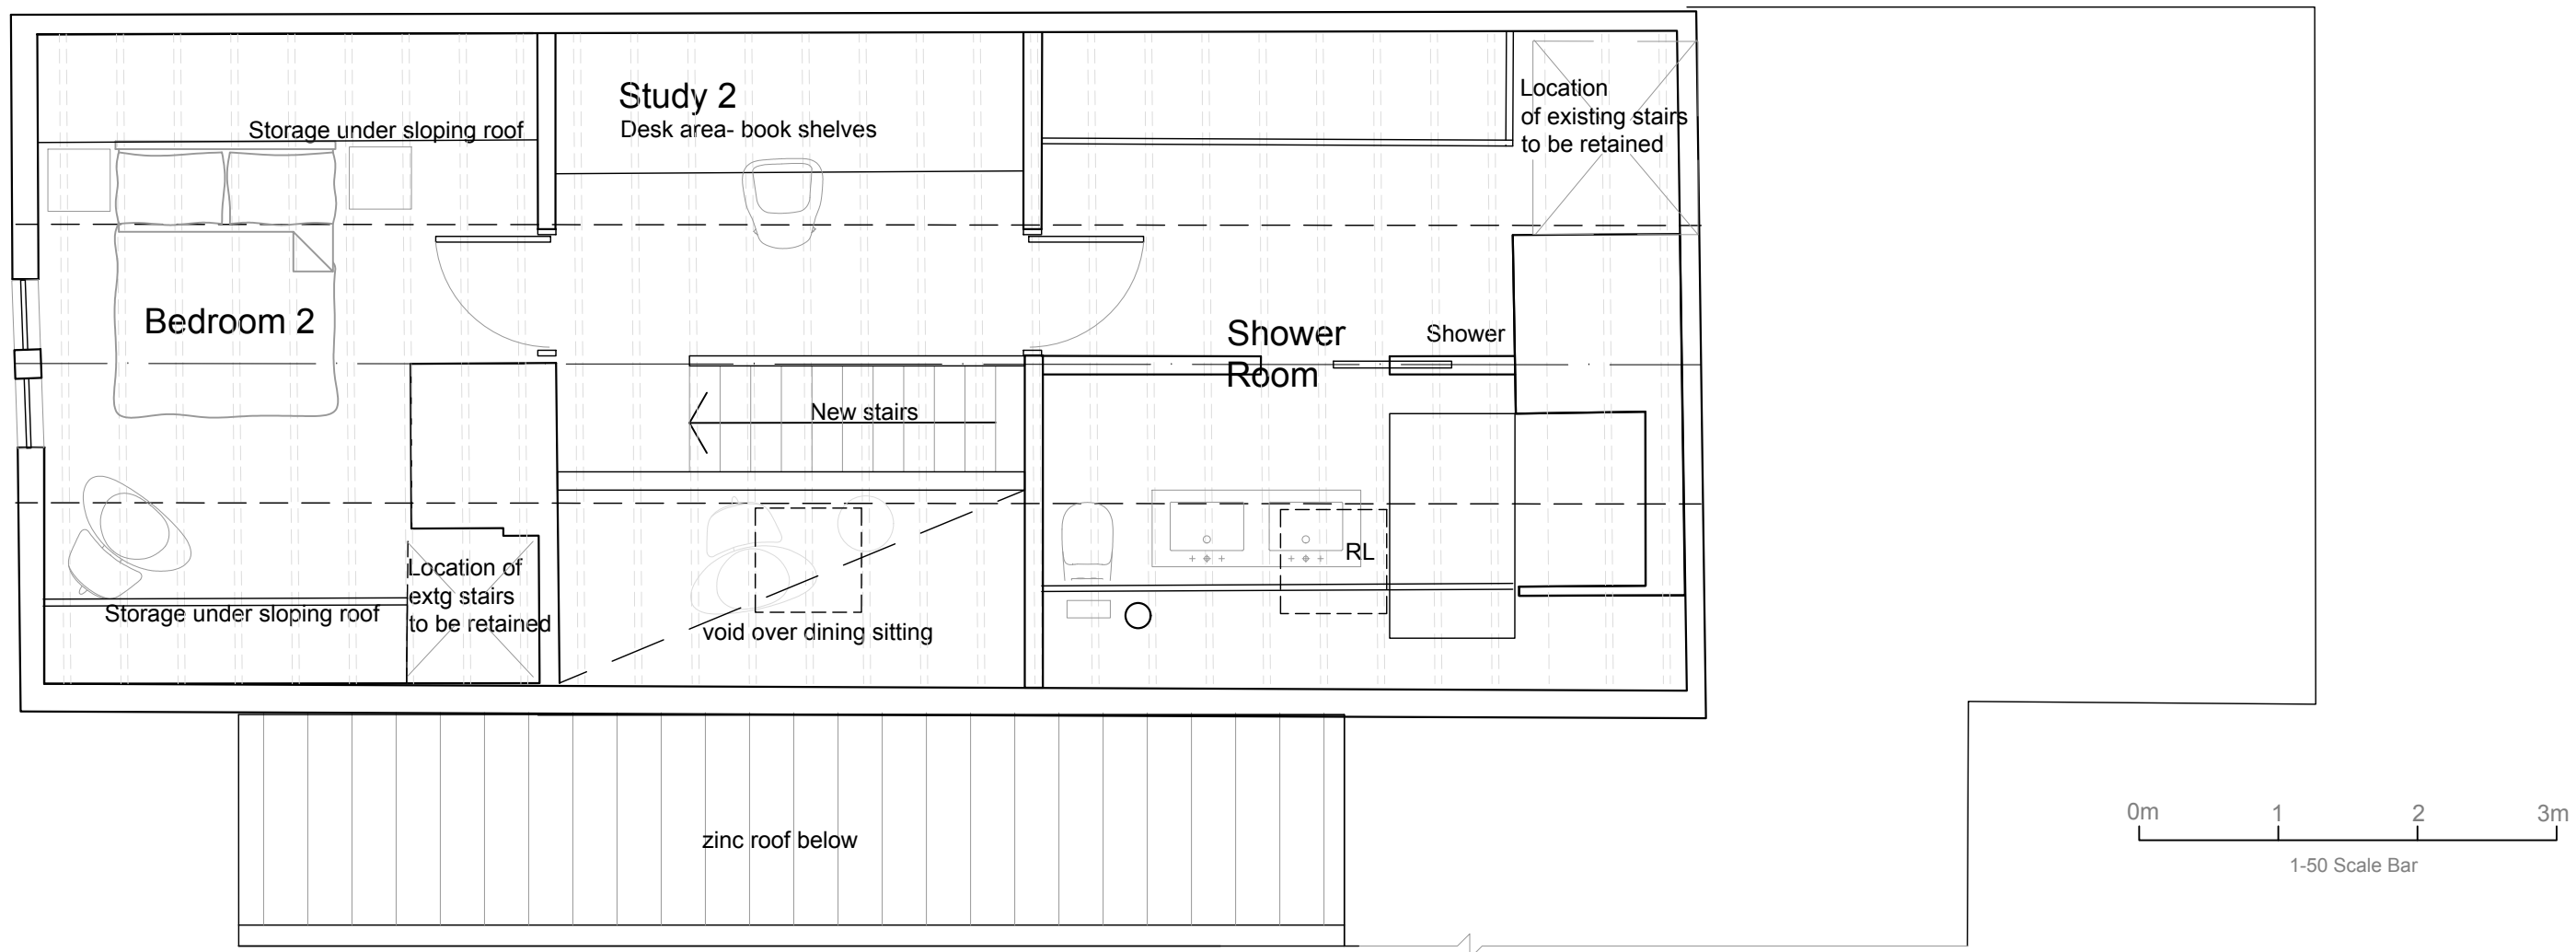 Study 2
Desk area- book shelves
Storage under sloping roof
Location
of existing stairs
to be retained
Bedroom 2
Shower
Room
Shower
New stairs
RL
Location of
extg stairs
to be retained
Storage under sloping roof
void over dining sitting
zinc roof below
0m 1 2 3m
1-50 Scale Bar